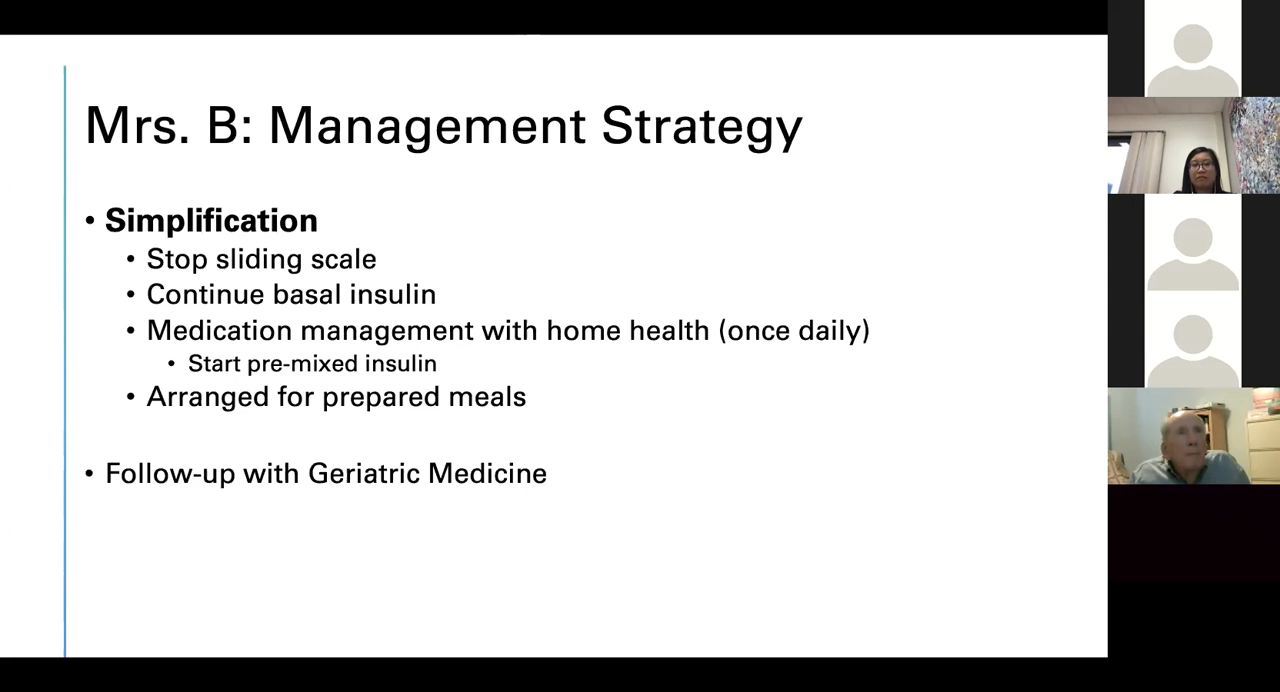 Mrs. B: Management Strategy
• Simplification
• Stop sliding scale
• Continue basal insulin
• Medication management with home health (once daily)
• Start pre-mixed insulin
• Arranged for prepared meals
• Follow-up with Geriatric Medicine